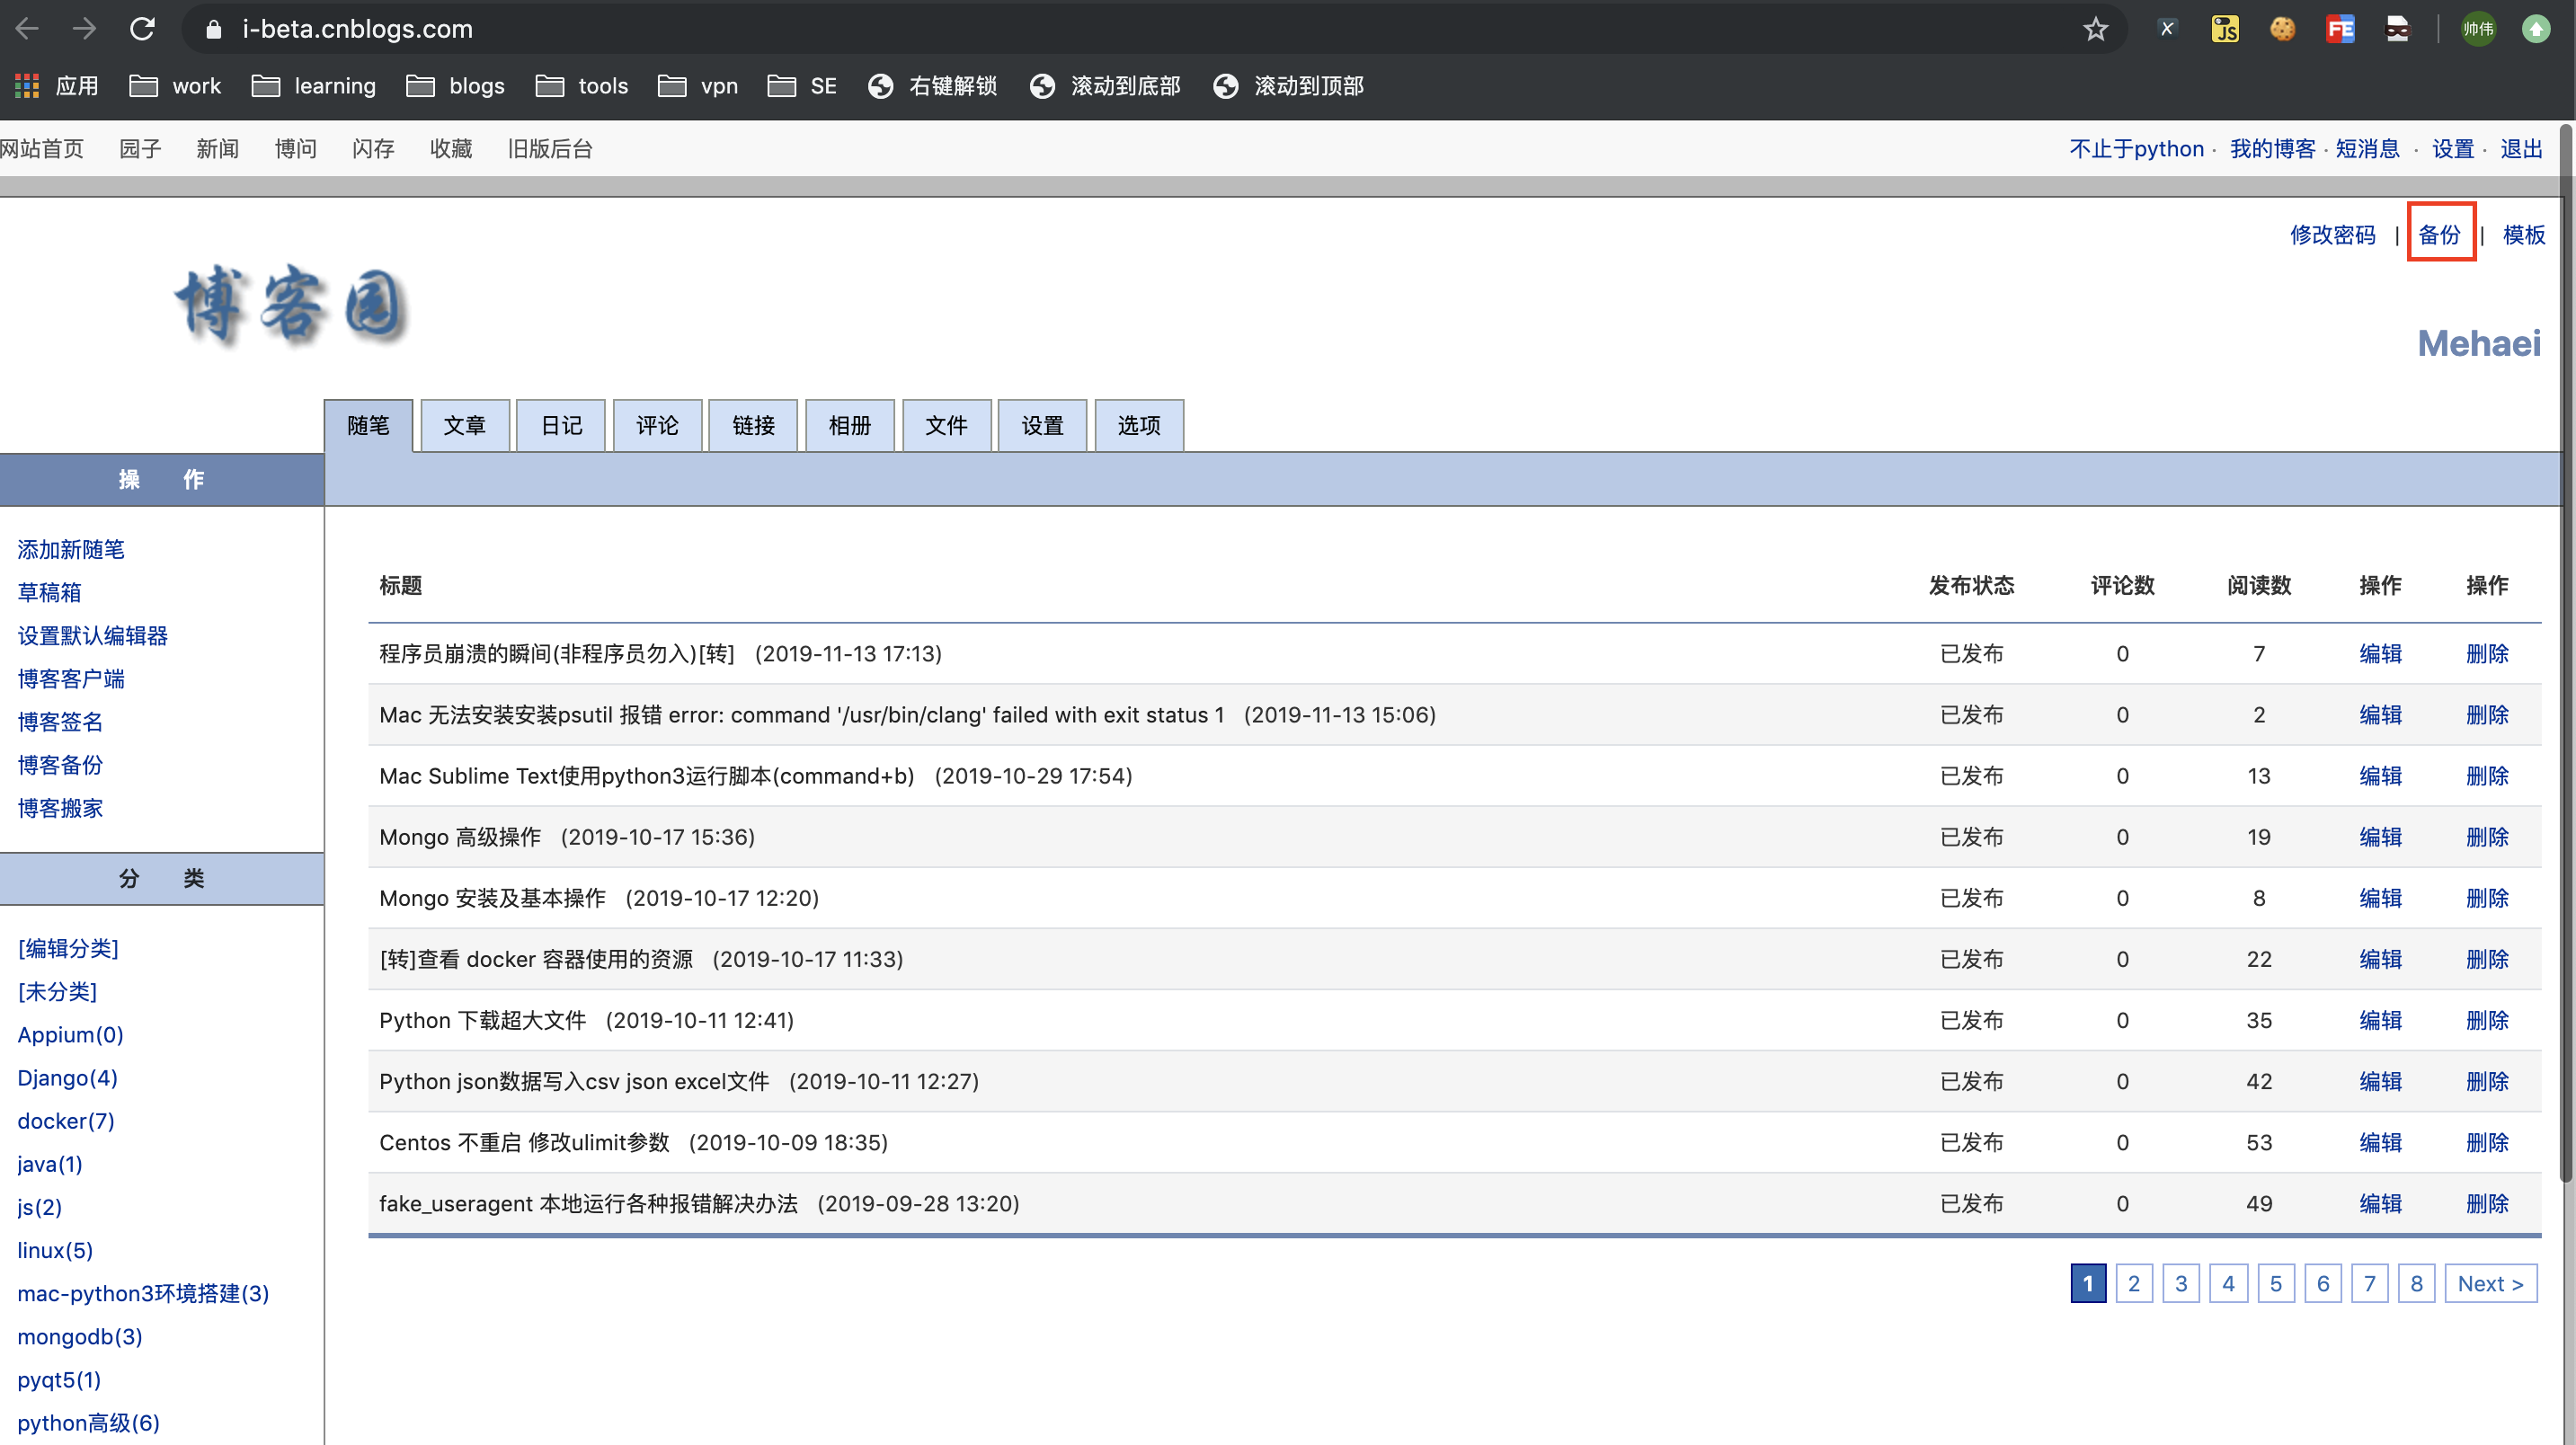 i-beta.cnblogs.com
JS FE 帅伟
应用 work learning blogs tools vpn SE 右键解锁 滚动到底部 滚动到顶部
网站首页 园子 新闻 博问 闪存 收藏 旧版后台 不止于python · 我的博客 · 短消息 · 设置 · 退出
修改密码 | 备份 | 模板
博客园
Mehaei
随笔 文章 日记 评论 链接 相册 文件 设置 选项
操 作
添加新随笔
草稿箱
设置默认编辑器
博客客户端
博客签名
博客备份
博客搬家
分 类
[编辑分类]
[未分类]
Appium(0)
Django(4)
docker(7)
java(1)
js(2)
linux(5)
mac-python3环境搭建(3)
mongodb(3)
pyqt5(1)
python高级(6)
标题 发布状态 评论数 阅读数 操作 操作
程序员崩溃的瞬间(非程序员勿入)[转] (2019-11-13 17:13) 已发布 0 7 编辑 删除
Mac 无法安装安装psutil 报错 error: command '/usr/bin/clang' failed with exit status 1 (2019-11-13 15:06) 已发布 0 2 编辑 删除
Mac Sublime Text使用python3运行脚本(command+b) (2019-10-29 17:54) 已发布 0 13 编辑 删除
Mongo 高级操作 (2019-10-17 15:36) 已发布 0 19 编辑 删除
Mongo 安装及基本操作 (2019-10-17 12:20) 已发布 0 8 编辑 删除
[转]查看 docker 容器使用的资源 (2019-10-17 11:33) 已发布 0 22 编辑 删除
Python 下载超大文件 (2019-10-11 12:41) 已发布 0 35 编辑 删除
Python json数据写入csv json excel文件 (2019-10-11 12:27) 已发布 0 42 编辑 删除
Centos 不重启 修改ulimit参数 (2019-10-09 18:35) 已发布 0 53 编辑 删除
fake_useragent 本地运行各种报错解决办法 (2019-09-28 13:20) 已发布 0 49 编辑 删除
1 2 3 4 5 6 7 8 Next >